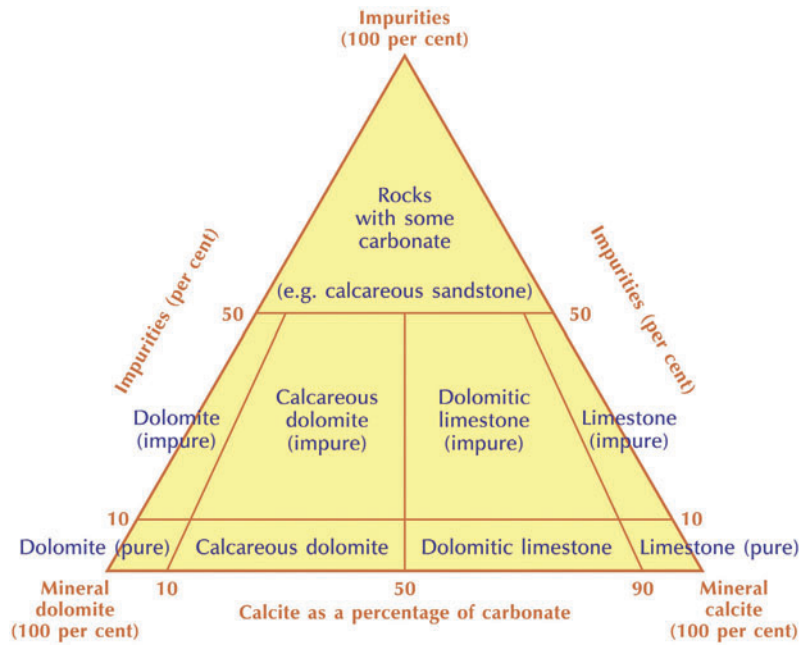 Impurities
(100 per cent)
Rocks
with some
carbonate
(e.g. calcareous sandstone)
Impurities (per cent)
Impurities (per cent)
50
50
Dolomite
(impure)
Calcareous
dolomite
(impure)
Dolomitic
limestone
(impure)
Limestone
(impure)
10
10
Dolomite (pure)
Calcareous dolomite
Dolomitic limestone
Limestone (pure)
Mineral
dolomite
(100 per cent)
10
50
90
Calcite as a percentage of carbonate
Mineral
calcite
(100 per cent)